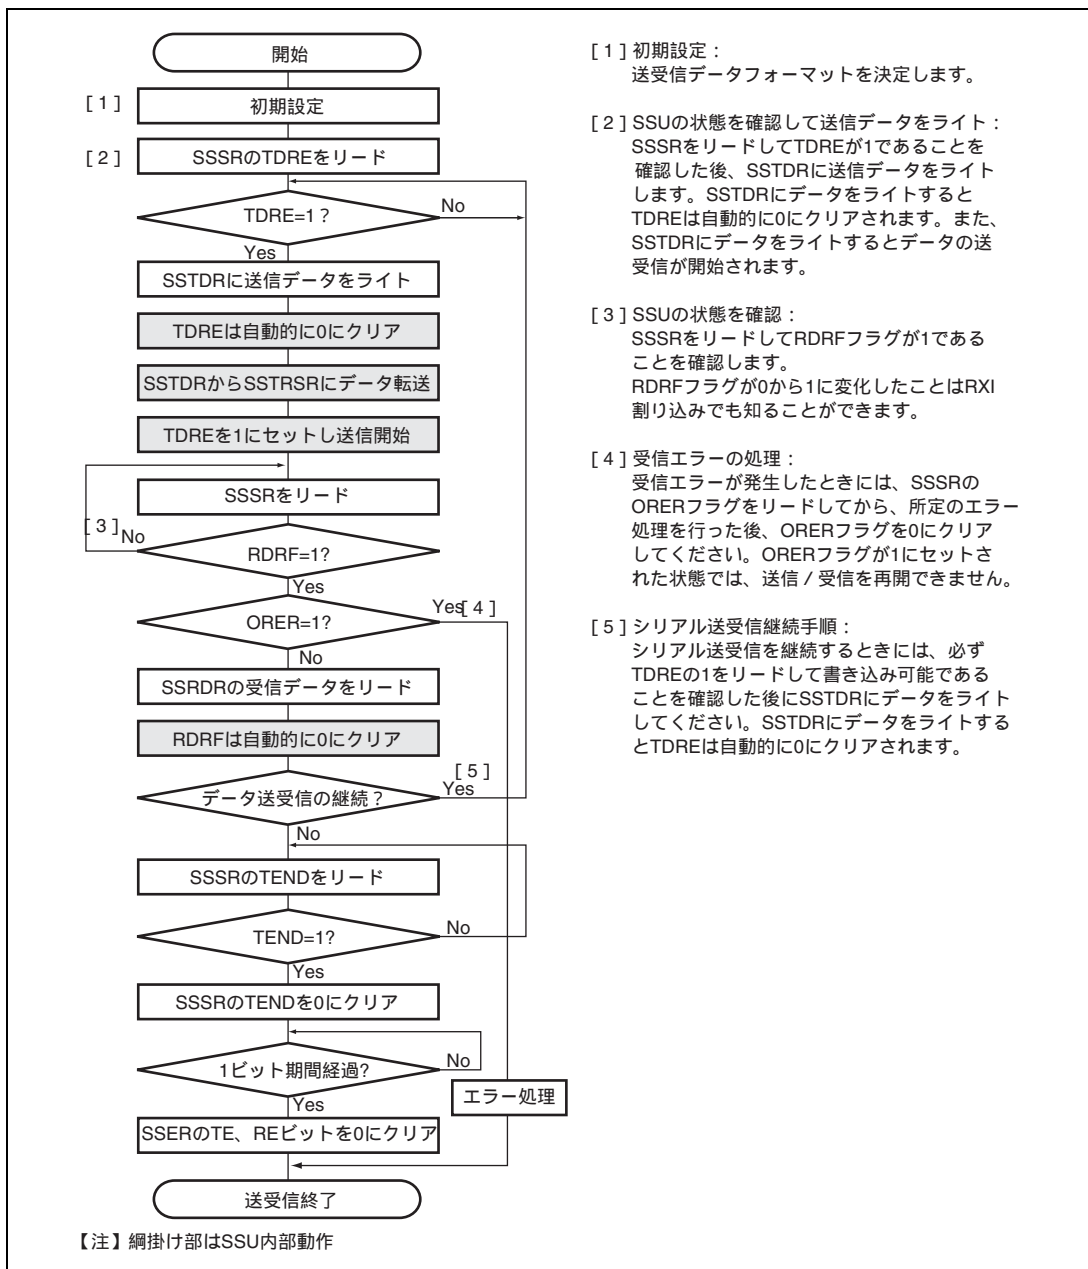 開始
[ 1 ]
初期設定
[ 2 ]
SSSRのTDREをリード
TDRE=1 ?
No
Yes
SSTDRに送信データをライト
TDREは自動的に0にクリア
SSTDRからSSTRSRにデータ転送
TDREを1にセットし送信開始
SSSRをリード
[ 3 ]
No
RDRF=1?
Yes
ORER=1?
Yes
[ 4 ]
No
SSRDRの受信データをリード
RDRFは自動的に0にクリア
[ 5 ]
データ送受信の継続 ?
Yes
No
SSSRのTENDをリード
TEND=1?
No
Yes
SSSRのTENDを0にクリア
1ビット期間経過?
No
Yes
エラー処理
SSERのTE、REビットを0にクリア
送受信終了
【注】網掛け部はSSU内部動作
[ 1 ] 初期設定 :
送受信データフォーマットを決定します。
[ 2 ] SSUの状態を確認して送信データをライト :
SSSRをリードしてTDREが1であることを
確認した後、SSTDRに送信データをライト
します。SSTDRにデータをライトすると
TDREは自動的に0にクリアされます。また、
SSTDRにデータをライトするとデータの送
受信が開始されます。
[ 3 ] SSUの状態を確認 :
SSSRをリードしてRDRFフラグが1である
ことを確認します。
RDRFフラグが0から1に変化したことはRXI
割り込みでも知ることができます。
[ 4 ] 受信エラーの処理 :
受信エラーが発生したときには、SSSRの
ORERフラグをリードしてから、所定のエラー
処理を行った後、ORERフラグを0にクリア
してください。ORERフラグが1にセットさ
れた状態では、送信 / 受信を再開できません。
[ 5 ] シリアル送受信継続手順 :
シリアル送受信を継続するときには、必ず
TDREの1をリードして書き込み可能である
ことを確認した後にSSTDRにデータをライト
してください。SSTDRにデータをライトする
とTDREは自動的に0にクリアされます。